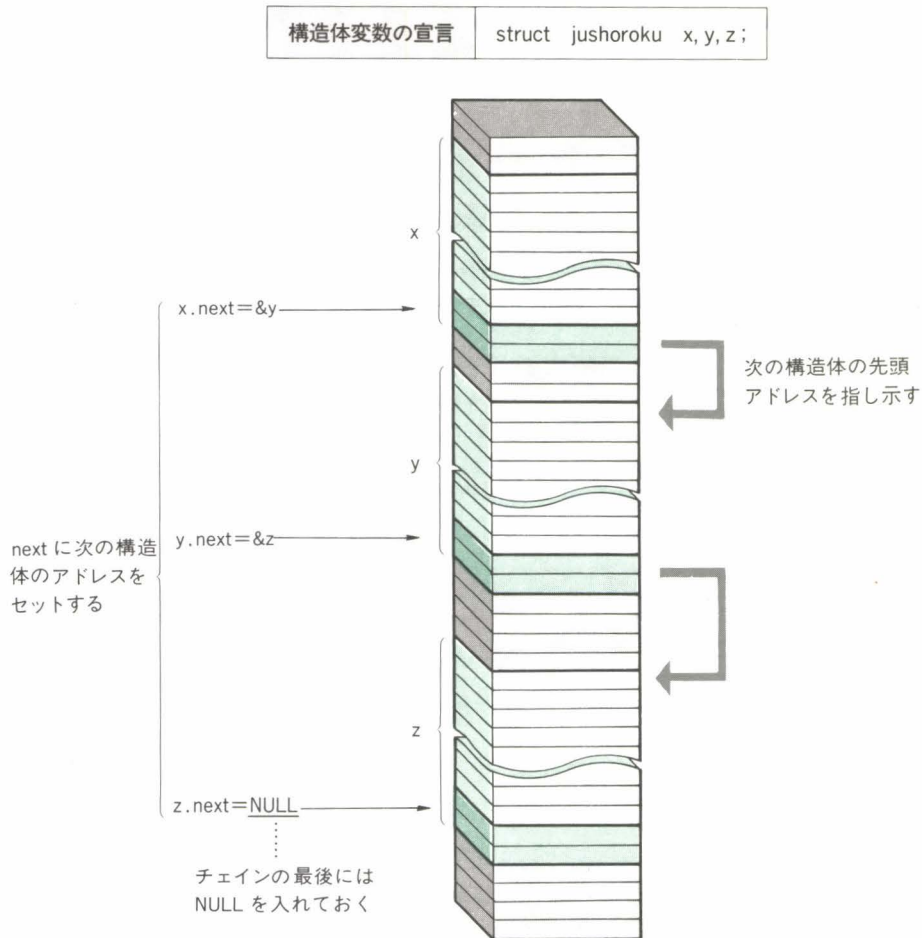 構造体変数の宣言 struct jushoroku x, y, z ;
x
x.next=&y
次の構造体の先頭
アドレスを指し示す
y
next に次の構造
体のアドレスを
セットする
y.next=&z
z
z.next=NULL
チェインの最後には
NULL を入れておく